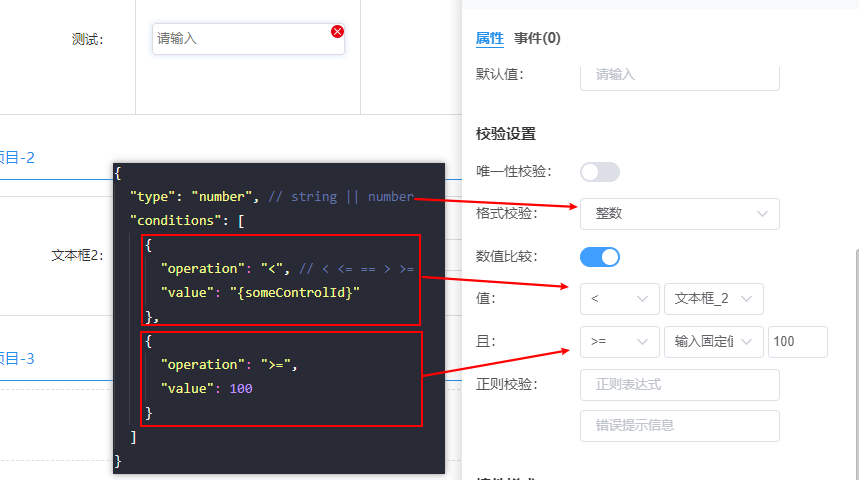 测试:
请输入
项目-2
文本框2:
项目-3
{
"type": "number", // string || number
"conditions": [
{
"operation": "<", // < <= == > >=
"value": "{someControlId}"
},
{
"operation": ">=",
"value": 100
}
]
}
属性 事件(0)
默认值: 请输入
校验设置
唯一性校验:
格式校验: 整数
数值比较:
值: < 文本框_2
且: >= 输入固定值 100
正则校验: 正则表达式
错误提示信息